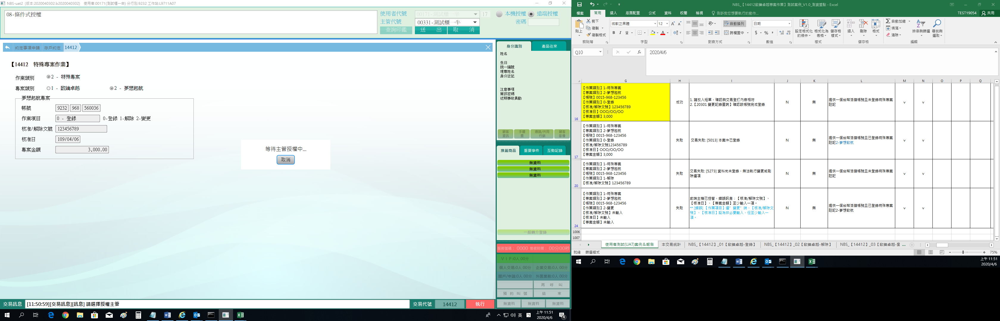 NBS-uat2 (版本:2020040302.b2020040302) 使用者:00171(測試櫃一辛) 分行別:9232 工作站:L9711A07
08-條件式授權
使用者代號 00171-測試櫃一辛 17 本機授權 遠端授權
主管代號 00331-測試櫃一牛 密碼
查詢印鑑 送 出 取 消
約定事項申請 存戶約定 14412
【14412 特殊專案作業】
作業類別 2 - 特殊專案
專案類別 1 - 啟鑰卓越 2 - 夢想起航
夢想起航專案
帳號 9232 968 560036
作業項目 0 - 登錄 0-登錄 1-解除 2-變更
核准/解除文號 123456789
核准日 109/04/06
專案金額 3,000.00
等待主管授權中...
取消
身分識別 產品往來
姓名
生日
統一編號
理專姓名
身分註記
注意事項
簡訊密碼
近期事故異動
顧客資訊 手續費 通路/共同行銷 顧客影像
推薦商品 重要事件 互動記錄
無資料
無資料
無資料
一般轉介登錄
服務號碼： 0000 等候時間： 00分00秒
V I P:0人 00分
個人交易:0人 00分 企業交易:0人 00分
開戶/申請:0人 00分 外匯業務:0人 00分
再 呼 叫
預 約 叫 號 結 束
無資料 無資料 無資料
交易訊息 [11:50:59][交易訊息][訊息] 請選擇授權主管 交易代號 14412 執行
英 上午 11:51
2020/4/6
4
NBS_【14412啟鑰卓越專案作業】測試案例_V1.0_測資盤點 - Excel
檔案 常用 插入 版面配置 公式 資料 校閱 檢視 告訴我您想要執行的動作... TEST19054 共用
貼上 剪下 複製 複製格式 剪貼簿
微軟正黑體 12 B I U 字型
自動換列 跨欄置中 對齊方式
日期 $ % 數值
設定格式化的條件 格式化為表格 儲存格樣式 樣式
插入 刪除 格式 儲存格
自動加總 填滿 清除 排序與篩選 尋找與選取 編輯
Q10 fx 2020/4/6
G H I J K L M N O P Q
【作業類別】1-特殊專案
【專案類別】2-夢想起航
【帳號】0015-968-123456
【作業類別】0-登錄
【核准/解除文號】123456789
【核准日】OOO/OO/OO
【專案金額】3,000
成功
1. 請放入短單，確認與交易登打內容相符
2.【20301 變更記錄查詢】確認該帳號完成登錄
N 無
提供一個台幣活儲帳號且未登錄特殊專案註記
v v
16
【作業類別】1-特殊專案
【專案類別】2-夢想起航
【帳號】0015-968-123456
【作業類別】0-登錄
【核准/解除文號123456789
【核准日】OOO/OO/OO
【專案金額】3,000
失敗
交易失敗: [5013] 本案件已登錄
N 無
提供一個台幣活儲帳號且已登錄特殊專案註記2-夢想啟航
v v
17
【作業類別】1-特殊專案
【專案類別】2-夢想起航
【帳號】0015-968-123456
【作業類別】1-解除
【核准/解除文號】123456789
失敗
交易失敗: [5273] 資料尚未登錄，無法執行變更或刪除選項
N 無
提供一個台幣活儲帳號且未登錄特殊專案註記
v v
20
【作業類別】1-特殊專案
【專案類別】2-夢想起航
【帳號】0015-968-123456
【作業類別】2-變更
【核准/解除文號】未輸入
【核准日】未輸入
【專案金額】未輸入
失敗
前端主機已控管，錯誤訊息：【核准/解除文號】、【核准日】、【專案金額】至少輸入一項。
** [錯誤]【作業項目】選”變更”時，【核准/解除文號】、【核准日】設為非必要輸入，但至少輸入一項。
N 無
提供一個台幣活儲帳號且已登錄特殊專案註記2-夢想啟航
v v
24
1006
1007
使用者測試(UAT)案例＆報告 本交易統計 NBS_【14412】_01【啟鑰卓越-登錄】 NBS_【14412】_02【啟鑰卓越-解除】 NBS_【14412】_03【啟鑰卓越-變 ...
就緒 篩選模式 75%
上午 11:51
2020/4/6